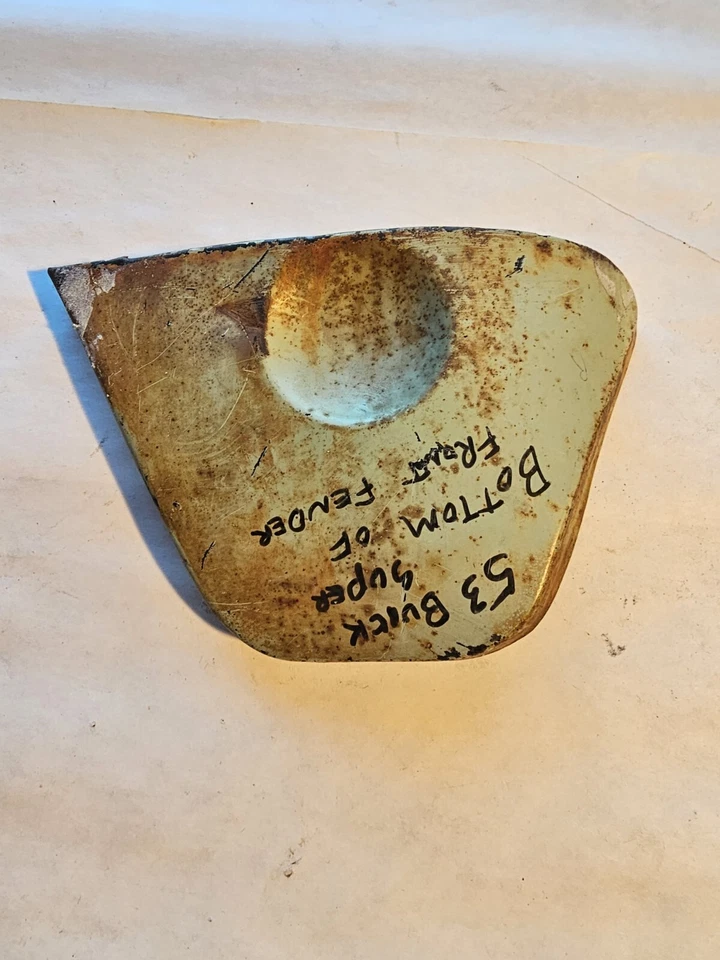 53 BUICK
SUPER
BOTTOM OF
FRONT FENDER